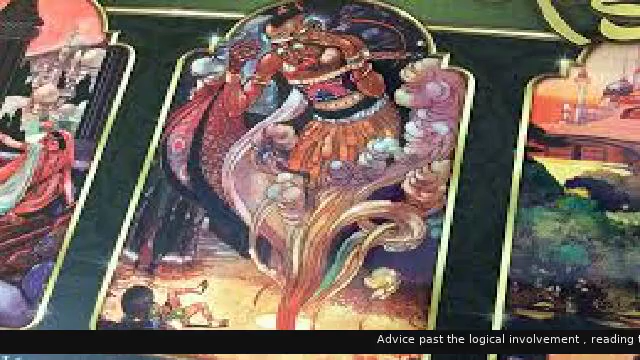 Advice past the logical involvement , reading